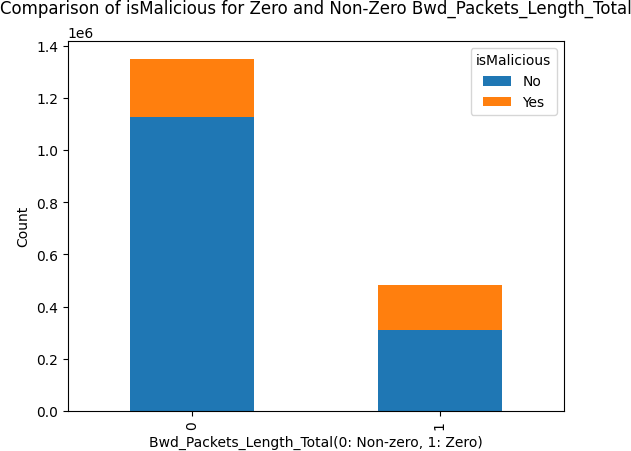 Comparison of isMalicious for Zero and Non-Zero Bwd_Packets_Length_Total
1e6
1.4
1.2
1.0
0.8
0.6
0.4
0.2
0.0
Count
isMalicious
No
Yes
0
1
Bwd_Packets_Length_Total(0: Non-zero, 1: Zero)